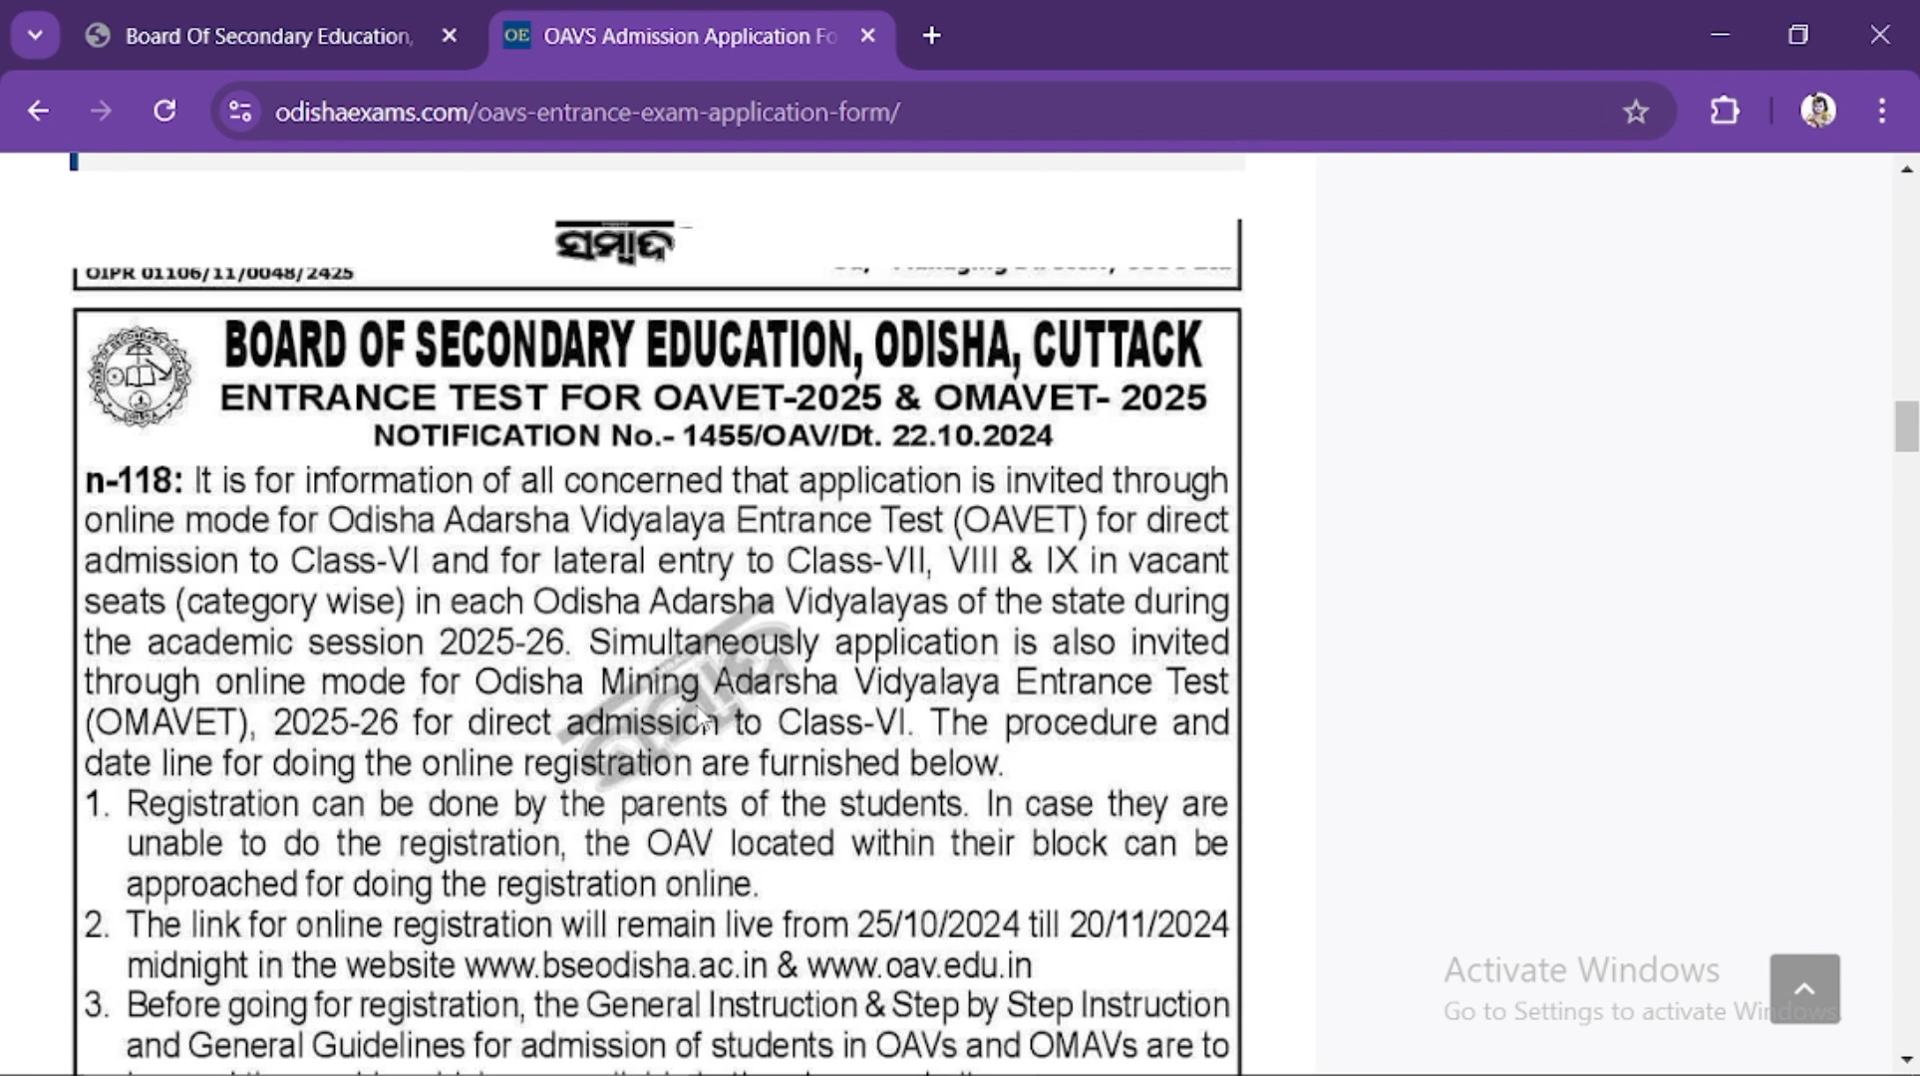 Board Of Secondary Education,
OAVS Admission Application Fo
odishaexams.com/oavs-entrance-exam-application-form/
ସମ୍ବାଦ
OIPR 01106/11/0048/2425
BOARD OF SECONDARY EDUCATION, ODISHA, CUTTACK
ENTRANCE TEST FOR OAVET-2025 & OMAVET- 2025
NOTIFICATION No.- 1455/OAV/Dt. 22.10.2024
n-118: It is for information of all concerned that application is invited through
online mode for Odisha Adarsha Vidyalaya Entrance Test (OAVET) for direct
admission to Class-VI and for lateral entry to Class-VII, VIII & IX in vacant
seats (category wise) in each Odisha Adarsha Vidyalayas of the state during
the academic session 2025-26. Simultaneously application is also invited
through online mode for Odisha Mining Adarsha Vidyalaya Entrance Test
(OMAVET), 2025-26 for direct admission to Class-VI. The procedure and
date line for doing the online registration are furnished below.
1. Registration can be done by the parents of the students. In case they are
unable to do the registration, the OAV located within their block can be
approached for doing the registration online.
2. The link for online registration will remain live from 25/10/2024 till 20/11/2024
midnight in the website www.bseodisha.ac.in & www.oav.edu.in
3. Before going for registration, the General Instruction & Step by Step Instruction
and General Guidelines for admission of students in OAVs and OMAVs are to
ସମ୍ବାଦ
Activate Windows
Go to Settings to activate Windows.